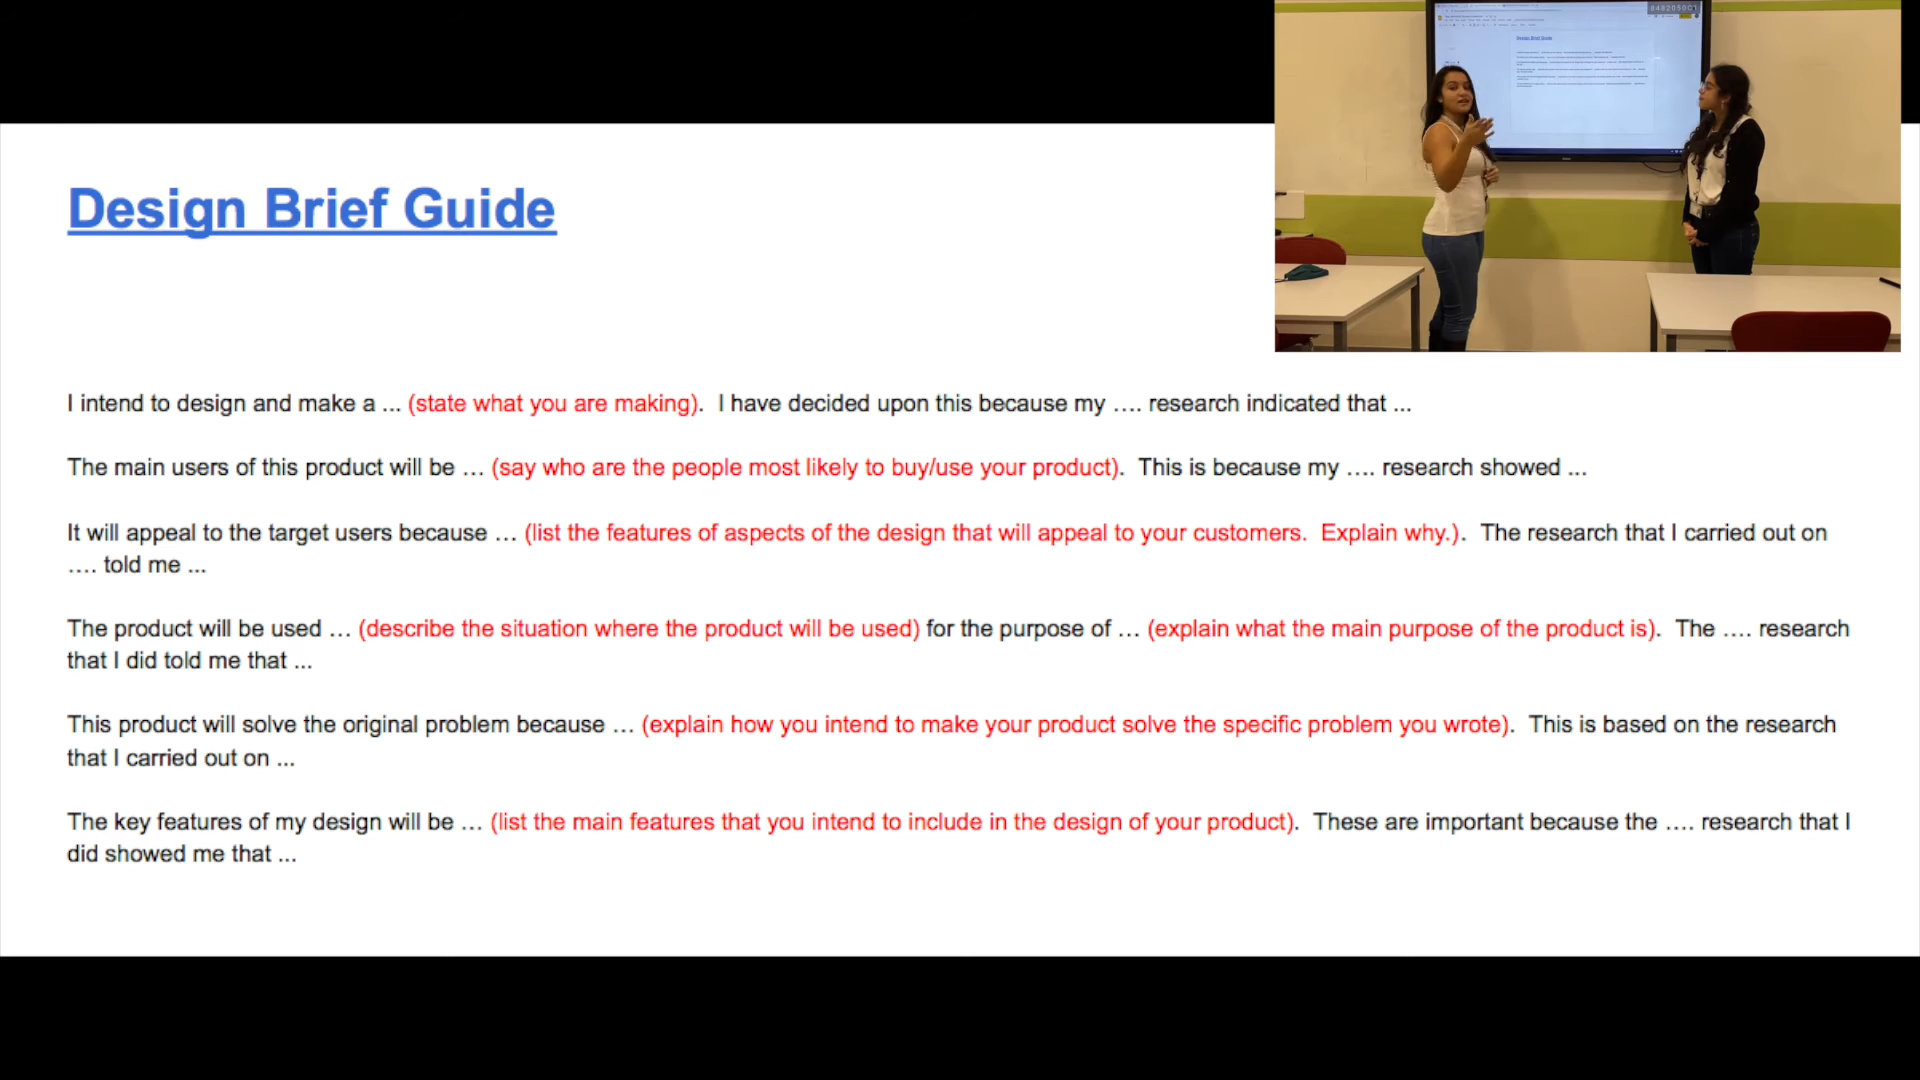 Design Brief Guide
I intend to design and make a ... (state what you are making).  I have decided upon this because my .... research indicated that ...
The main users of this product will be … (say who are the people most likely to buy/use your product).  This is because my .... research showed ...
It will appeal to the target users because … (list the features of aspects of the design that will appeal to your customers.  Explain why.).  The research that I carried out on
.... told me ...
The product will be used … (describe the situation where the product will be used) for the purpose of … (explain what the main purpose of the product is).  The .... research
that I did told me that ...
This product will solve the original problem because … (explain how you intend to make your product solve the specific problem you wrote).  This is based on the research
that I carried out on ...
The key features of my design will be … (list the main features that you intend to include in the design of your product).  These are important because the .... research that I
did showed me that ...
Design Brief Guide